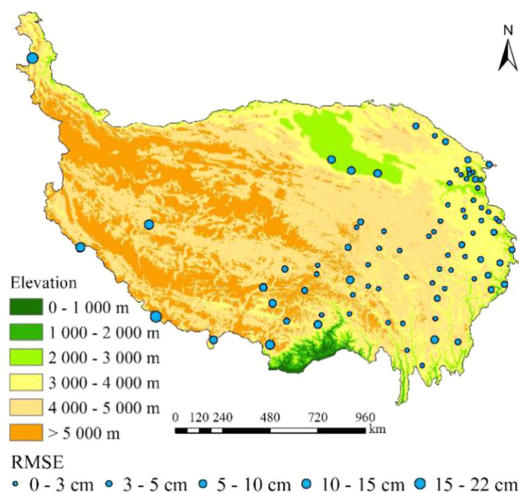 N
Elevation
0 - 1 000 m
1 000 - 2 000 m
2 000 - 3 000 m
3 000 - 4 000 m
4 000 - 5 000 m
> 5 000 m
0 120 240 480 720 960
km
RMSE
0 - 3 cm 3 - 5 cm 5 - 10 cm 10 - 15 cm 15 - 22 cm